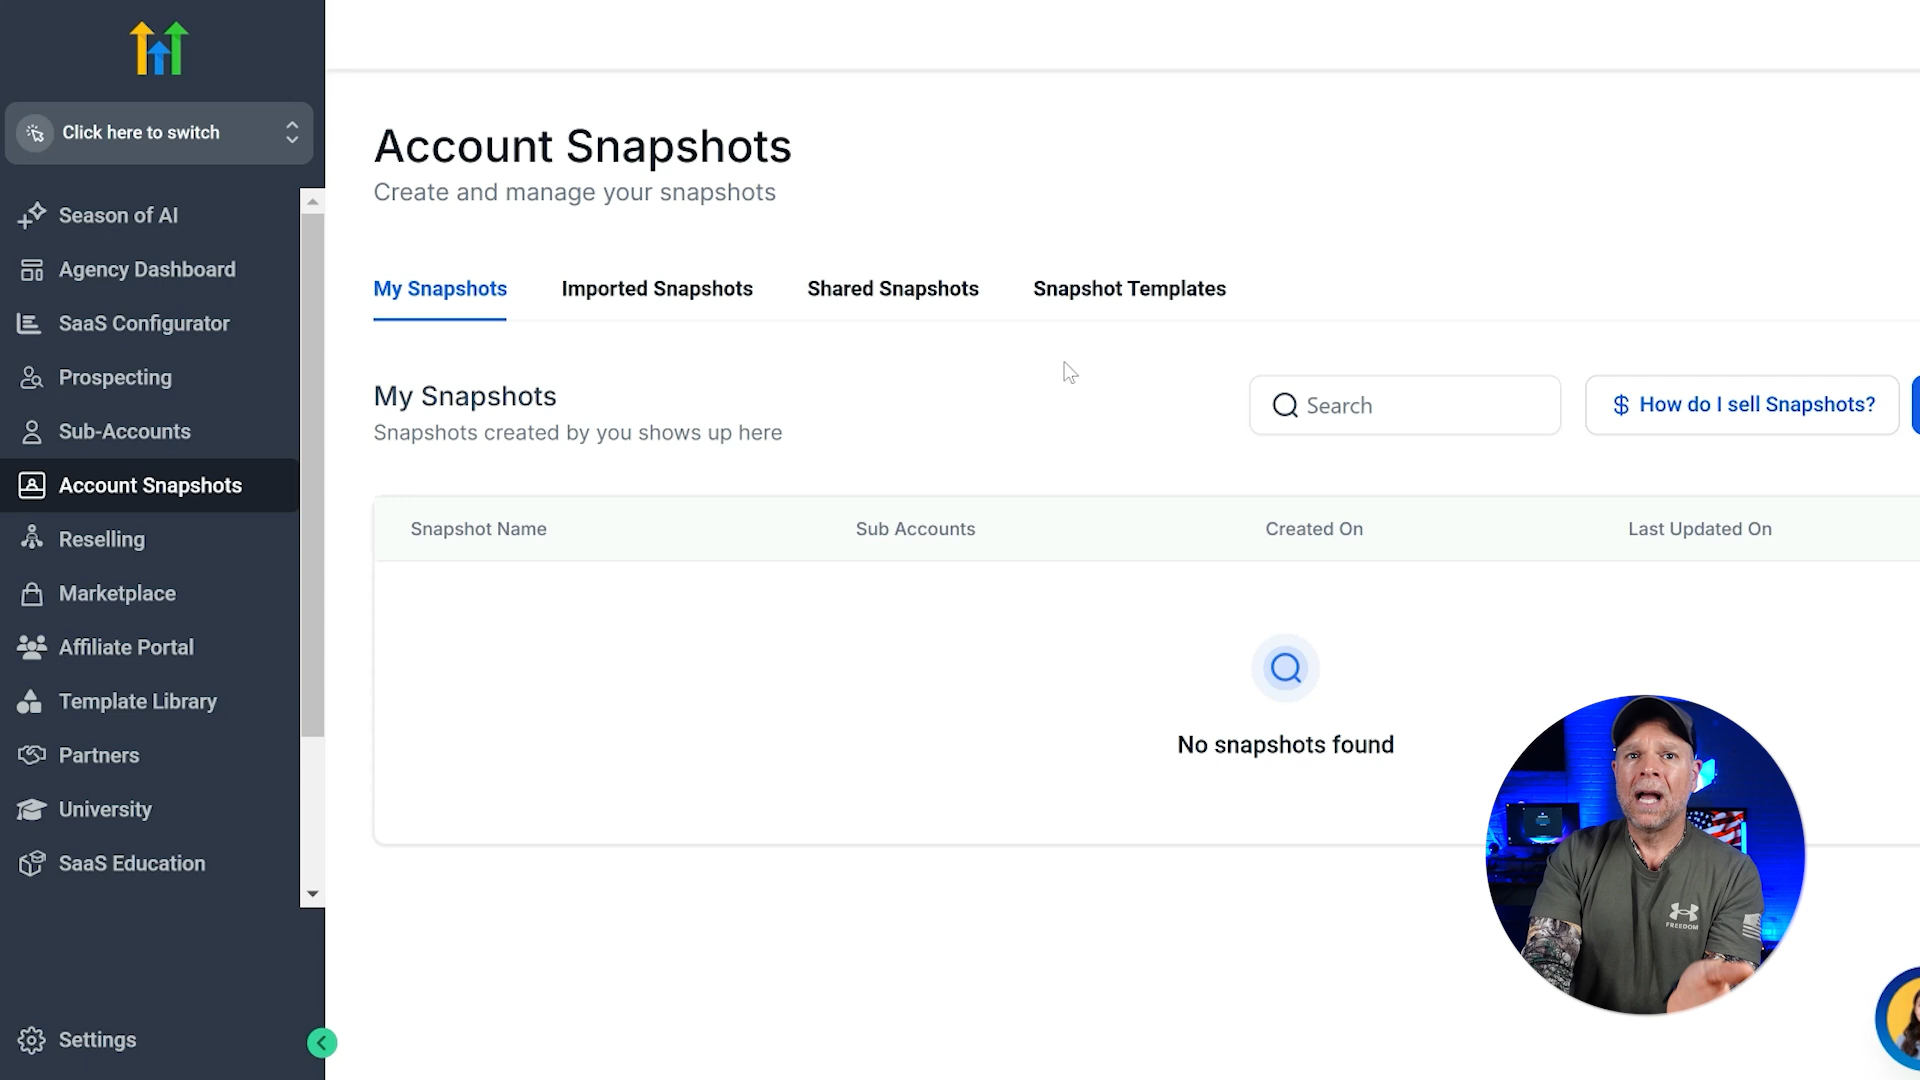 Click here to switch
Season of AI
Agency Dashboard
SaaS Configurator
Prospecting
Sub-Accounts
Account Snapshots
Reselling
Marketplace
Affiliate Portal
Template Library
Partners
University
SaaS Education
Settings
Account Snapshots
Create and manage your snapshots
My Snapshots Imported Snapshots Shared Snapshots Snapshot Templates
My Snapshots
Snapshots created by you shows up here
Search
$ How do I sell Snapshots?
Snapshot Name Sub Accounts Created On Last Updated On
No snapshots found
FREEDOM